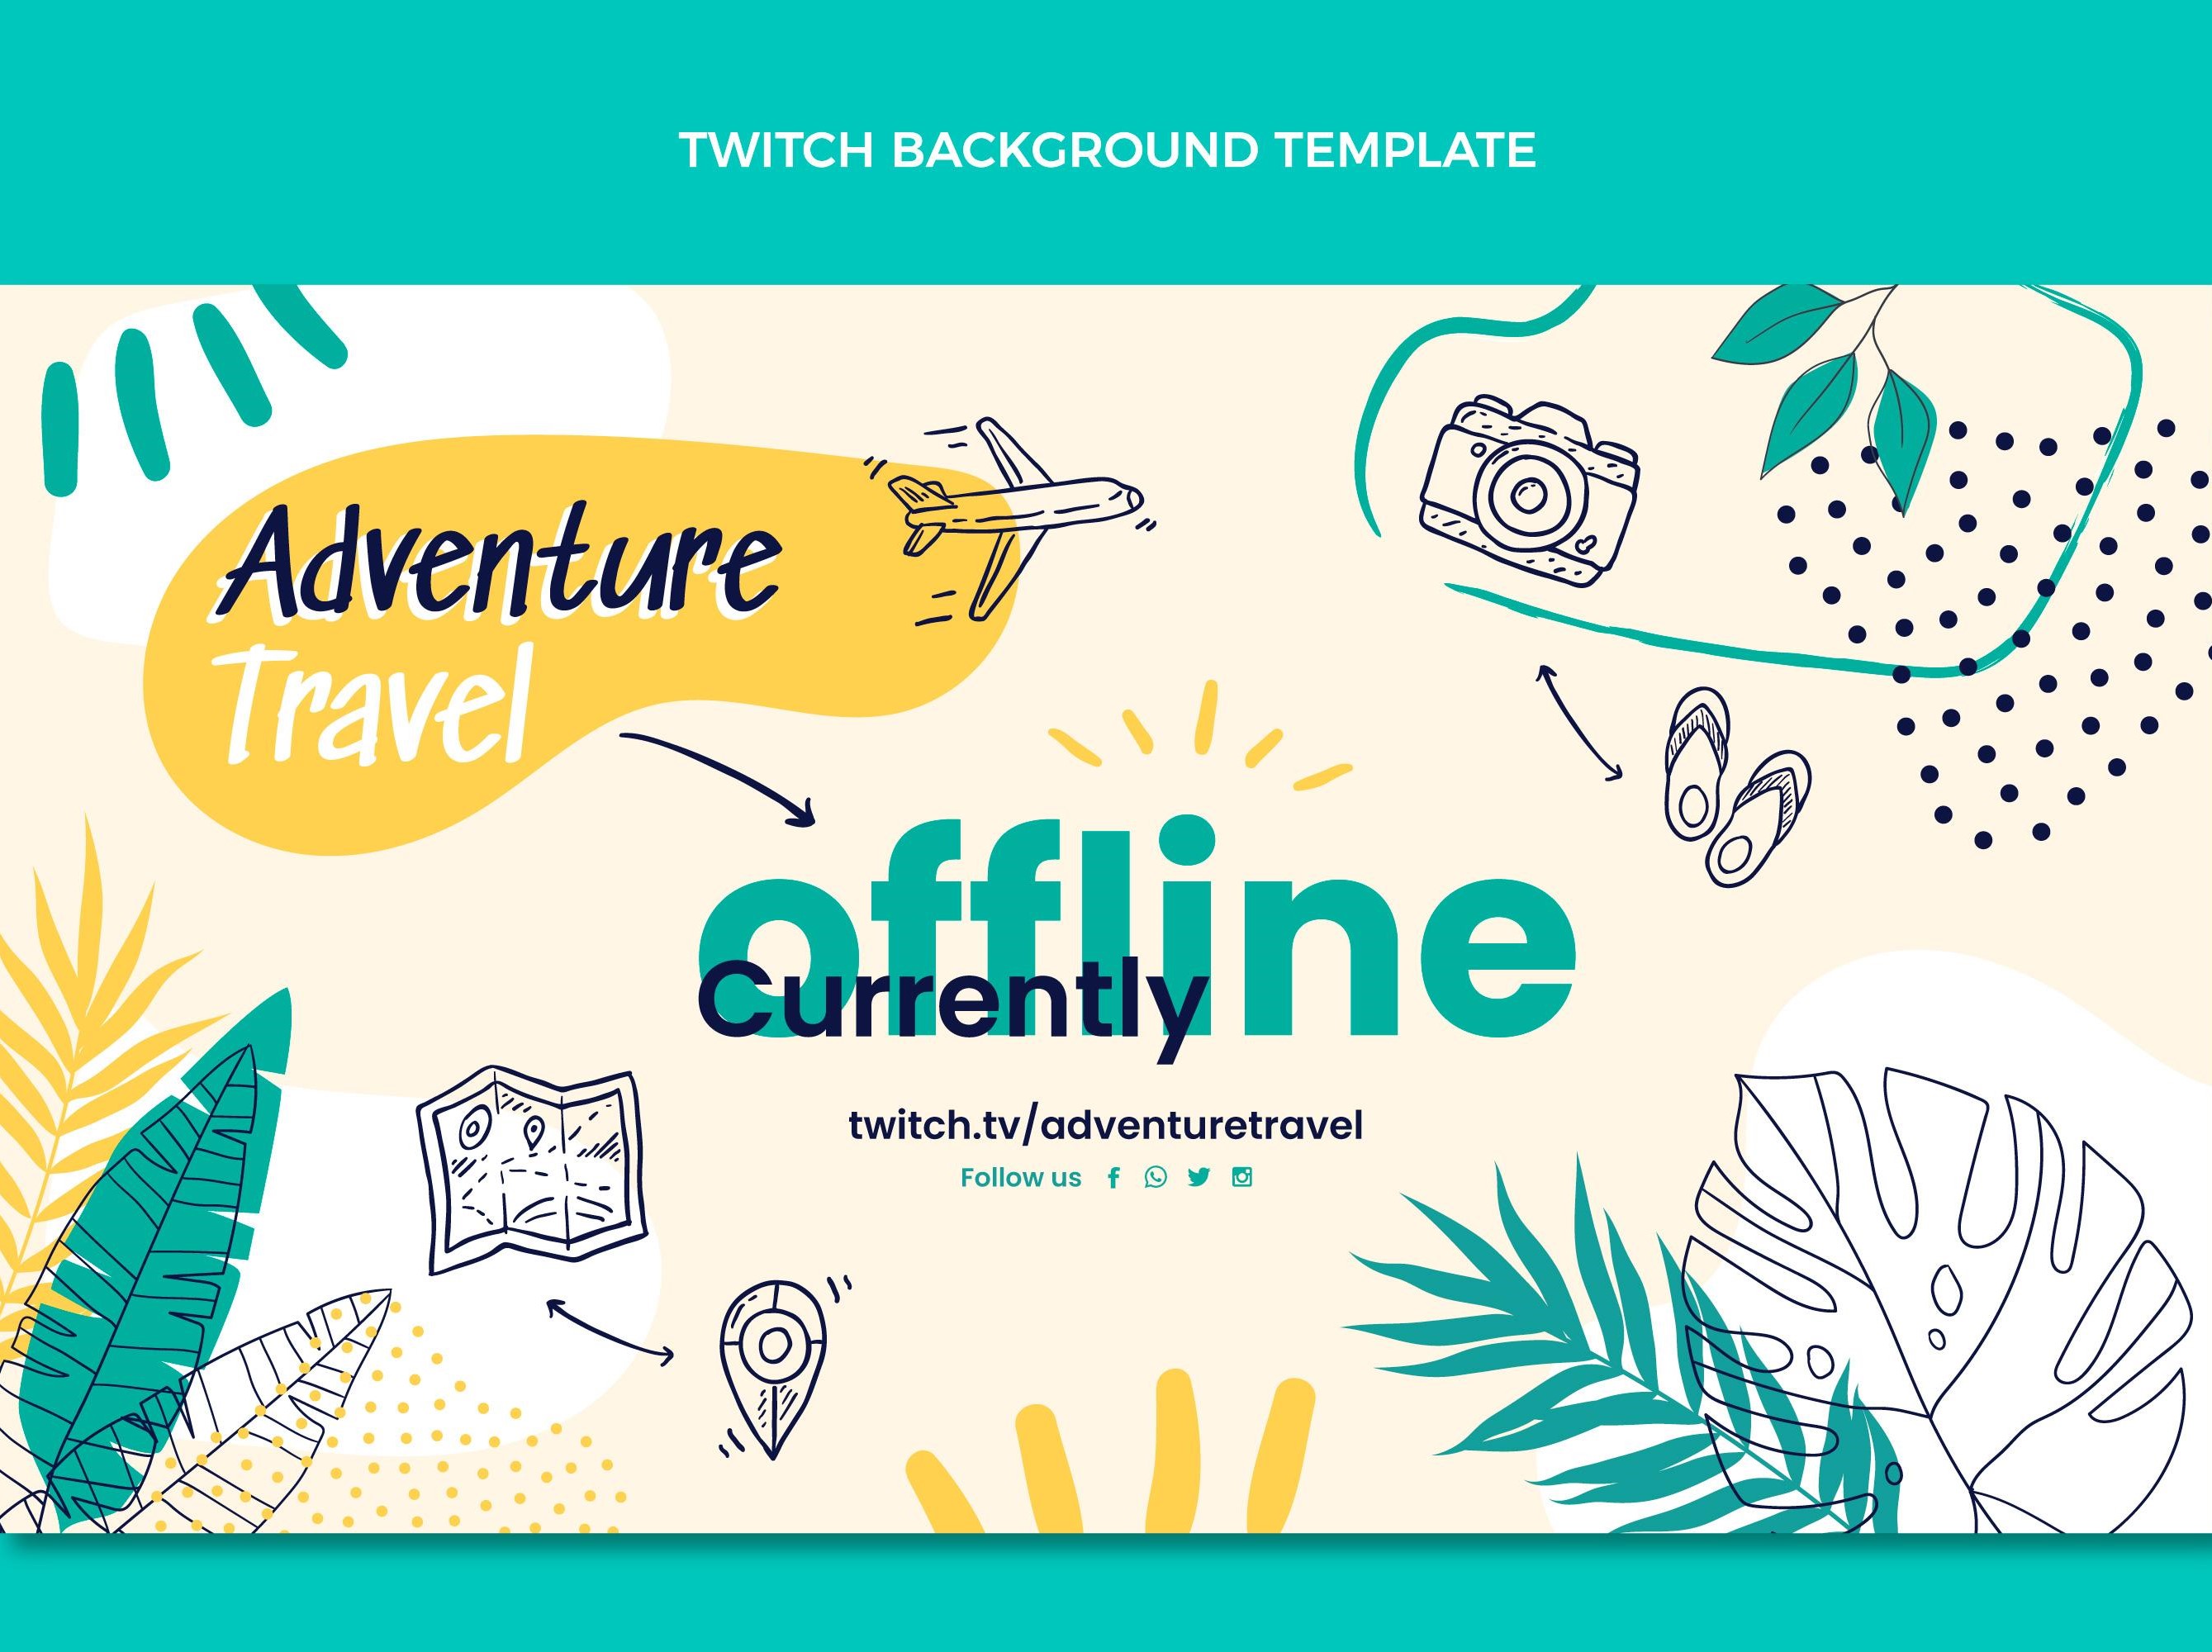 TWITCH BACKGROUND TEMPLATE
Adventure
Travel
offline
Currently
twitch.tv/adventuretravel
Follow us